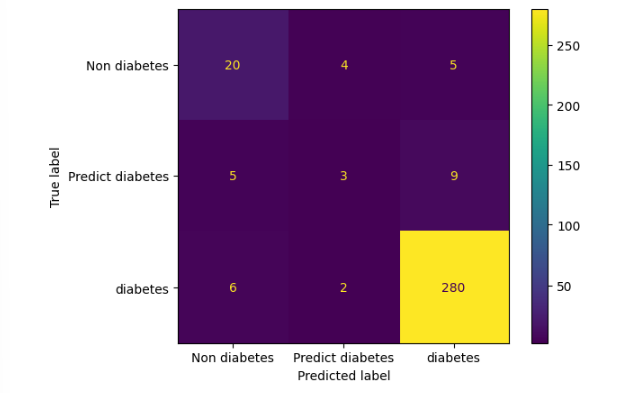 Non diabetes 20 4 5
Predict diabetes 5 3 9
diabetes 6 2 280
Non diabetes Predict diabetes diabetes
Predicted label
True label
250
200
150
100
50